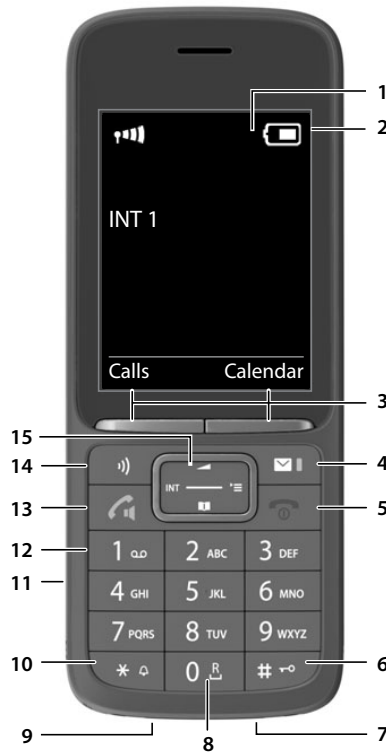 1
2
INT 1
Calls Calendar
3
15
14
4
INT
13
5
12
1 2 ABC 3 DEF
11
4 GHI 5 JKL 6 MNO
7 PQRS 8 TUV 9 WXYZ
10
* 0 R #
6
9
8
7